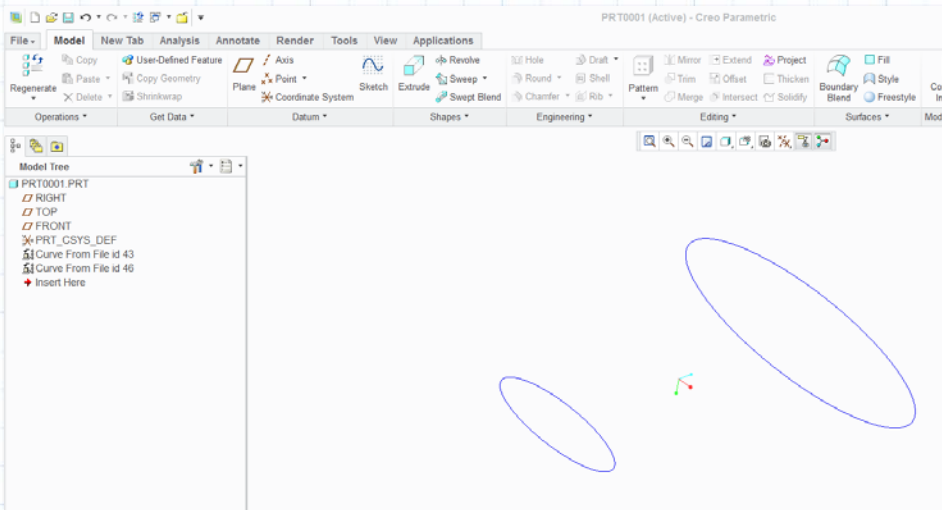 PRT0001 (Active) - Creo Parametric
File Model New Tab Analysis Annotate Render Tools View Applications
Regenerate
Copy
Paste
Delete
Operations
User-Defined Feature
Copy Geometry
Shrinkwrap
Get Data
Plane
Axis
Point
Coordinate System
Sketch
Datum
Extrude
Revolve
Sweep
Swept Blend
Shapes
Hole
Round
Chamfer
Draft
Shell
Rib
Engineering
Pattern
Mirror
Trim
Merge
Extend
Offset
Intersect
Project
Thicken
Solidify
Editing
Boundary
Blend
Fill
Style
Freestyle
Surfaces
Co
In
Mod
Model Tree
PRT0001.PRT
RIGHT
TOP
FRONT
PRT_CSYS_DEF
Curve From File id 43
Curve From File id 46
Insert Here